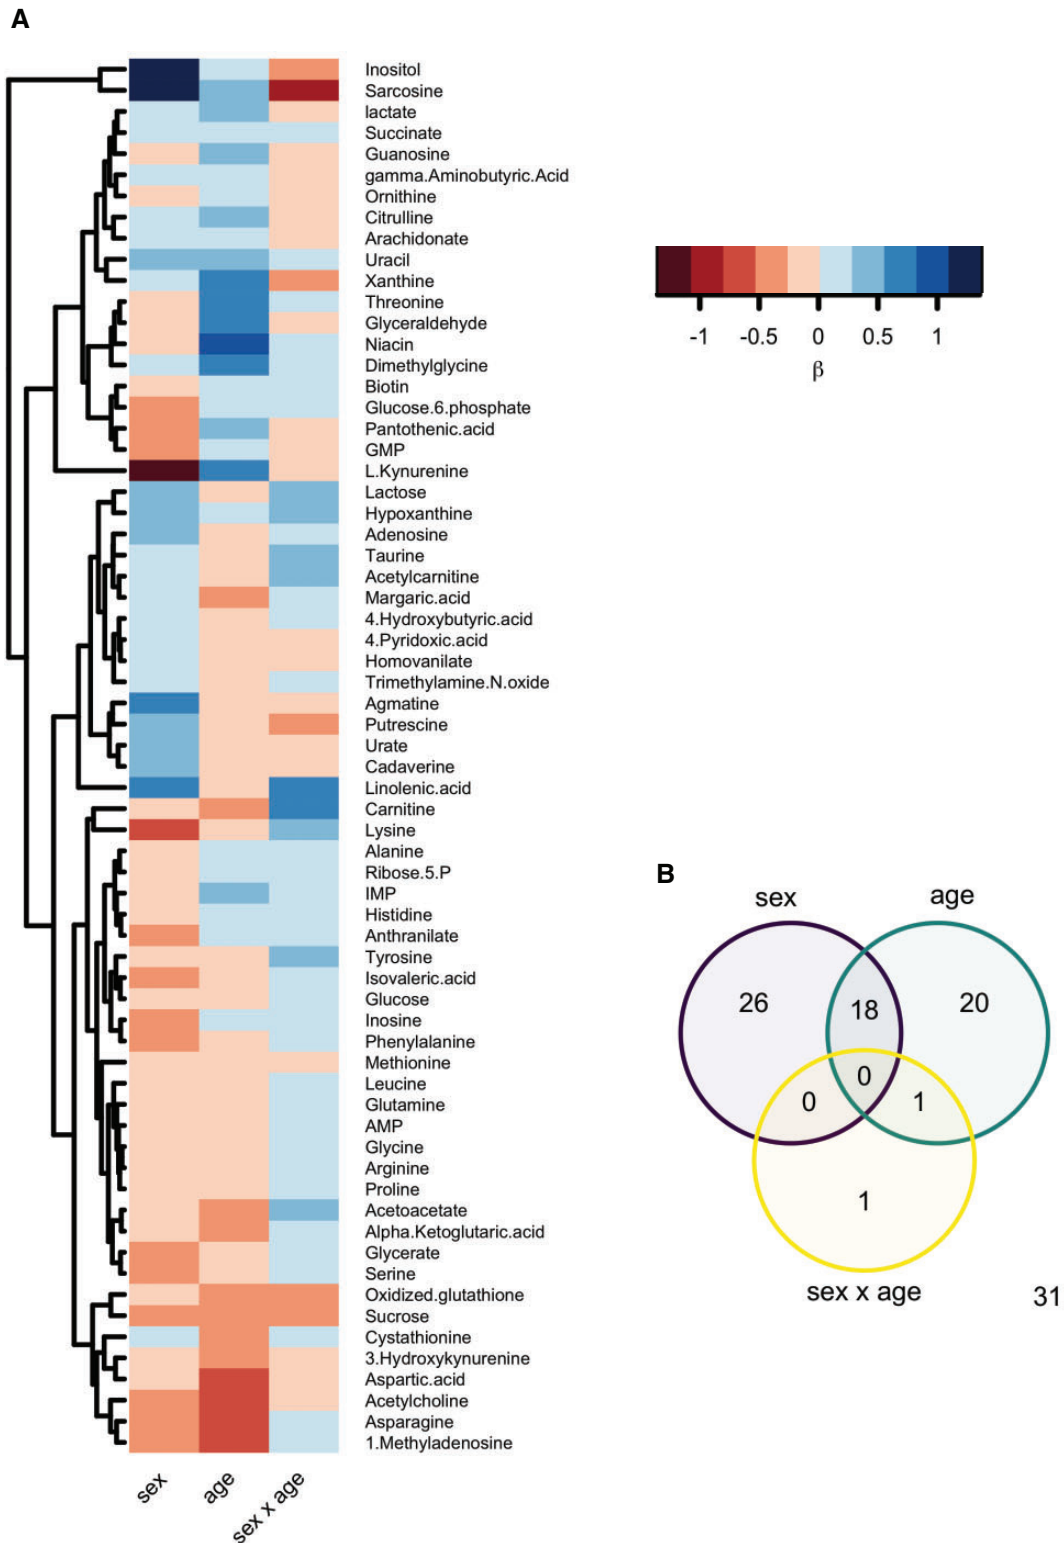 A
Inositol
Sarcosine
lactate
Succinate
Guanosine
gamma.Aminobutyric.Acid
Ornithine
Citrulline
Arachidonate
Uracil
Xanthine
Threonine
Glyceraldehyde
Niacin
Dimethylglycine
Biotin
Glucose.6.phosphate
Pantothenic.acid
GMP
L.Kynurenine
Lactose
Hypoxanthine
Adenosine
Taurine
Acetylcarnitine
Margaric.acid
4.Hydroxybutyric.acid
4.Pyridoxic.acid
Homovanilate
Trimethylamine.N.oxide
Agmatine
Putrescine
Urate
Cadaverine
Linolenic.acid
Carnitine
Lysine
Alanine
Ribose.5.P
IMP
Histidine
Anthranilate
Tyrosine
Isovaleric.acid
Glucose
Inosine
Phenylalanine
Methionine
Leucine
Glutamine
AMP
Glycine
Arginine
Proline
Acetoacetate
Alpha.Ketoglutaric.acid
Glycerate
Serine
Oxidized.glutathione
Sucrose
Cystathionine
3.Hydroxykynurenine
Aspartic.acid
Acetylcholine
Asparagine
1.Methyladenosine
sex age sex x age
-1 -0.5 0 0.5 1
β
B
sex age
26 18 20
0 0 1
1
sex x age
31